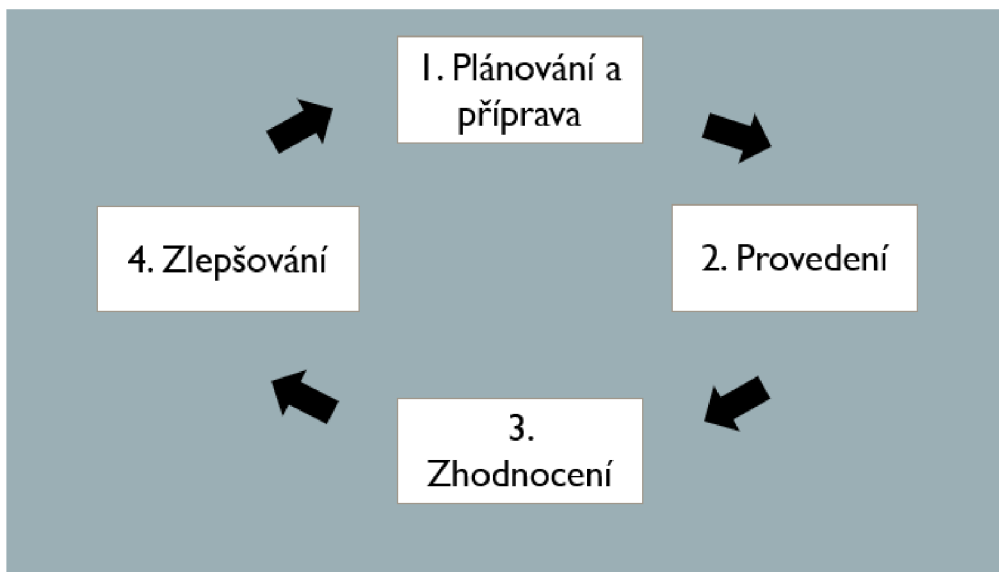 1. Plánování a
příprava
2. Provedení
3.
Zhodnocení
4. Zlepšování